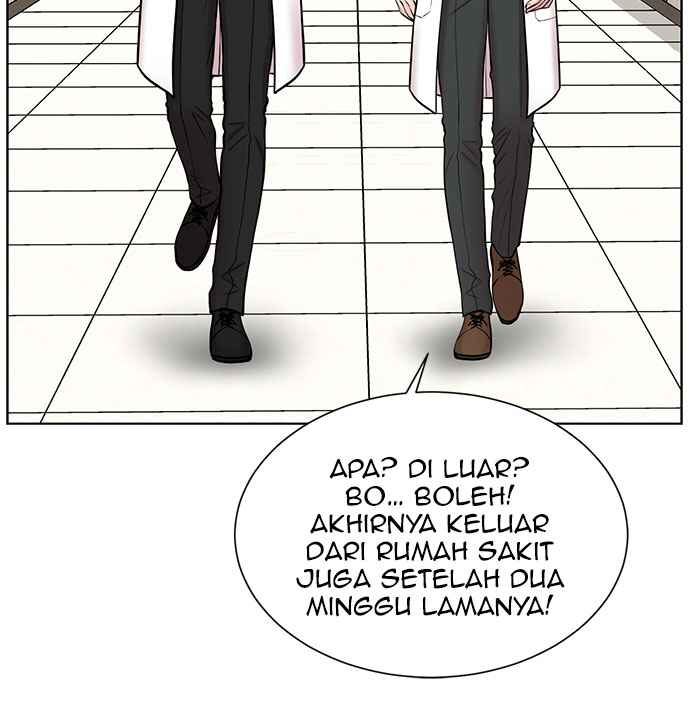 APA? DI LUAR?
BO... BOLEH!
AKHIRNYA KELUAR
DARI RUMAH SAKIT
JUGA SETELAH DUA
MINGGU LAMANYA!